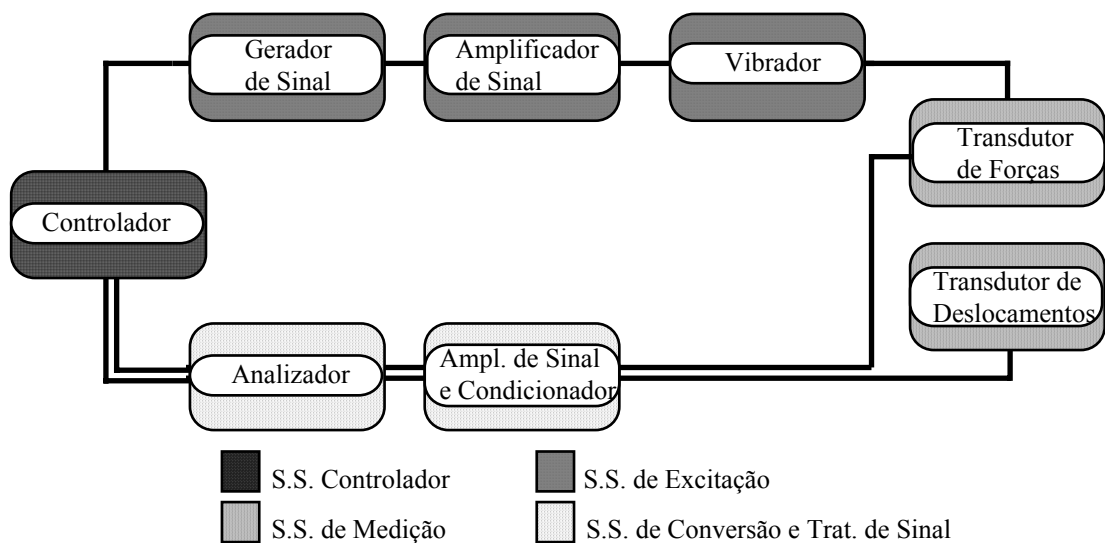 Gerador
de Sinal
Amplificador
de Sinal
Vibrador
Transdutor
de Forças
Controlador
Transdutor de
Deslocamentos
Analizador
Ampl. de Sinal
e Condicionador
S.S. Controlador
S.S. de Excitação
S.S. de Medição
S.S. de Conversão e Trat. de Sinal